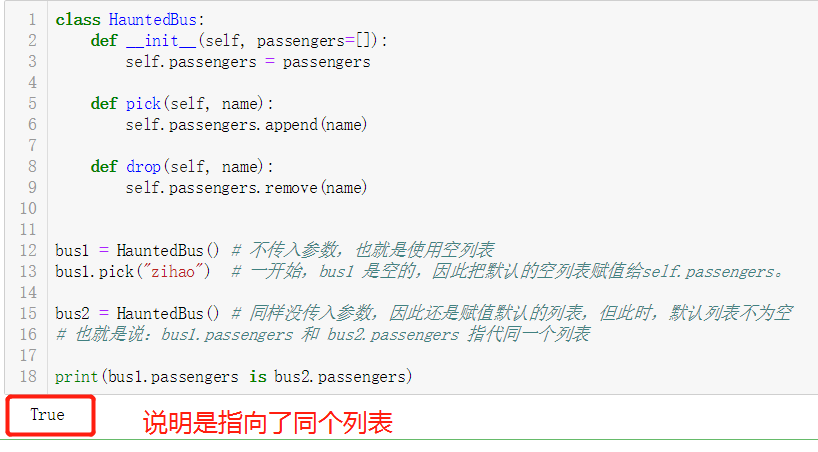 1 class HauntedBus:
2     def __init__(self, passengers=[]):
3         self.passengers = passengers
4
5     def pick(self, name):
6         self.passengers.append(name)
7
8     def drop(self, name):
9         self.passengers.remove(name)
10
11
12 bus1 = HauntedBus() # 不传入参数，也就是使用空列表
13 bus1.pick("zihao")  # 一开始，bus1 是空的，因此把默认的空列表赋值给self.passengers。
14
15 bus2 = HauntedBus() # 同样没传入参数，因此还是赋值默认的列表，但此时，默认列表不为空
16 # 也就是说：bus1.passengers 和 bus2.passengers 指代同一个列表
17
18 print(bus1.passengers is bus2.passengers)
True 说明是指向了同个列表